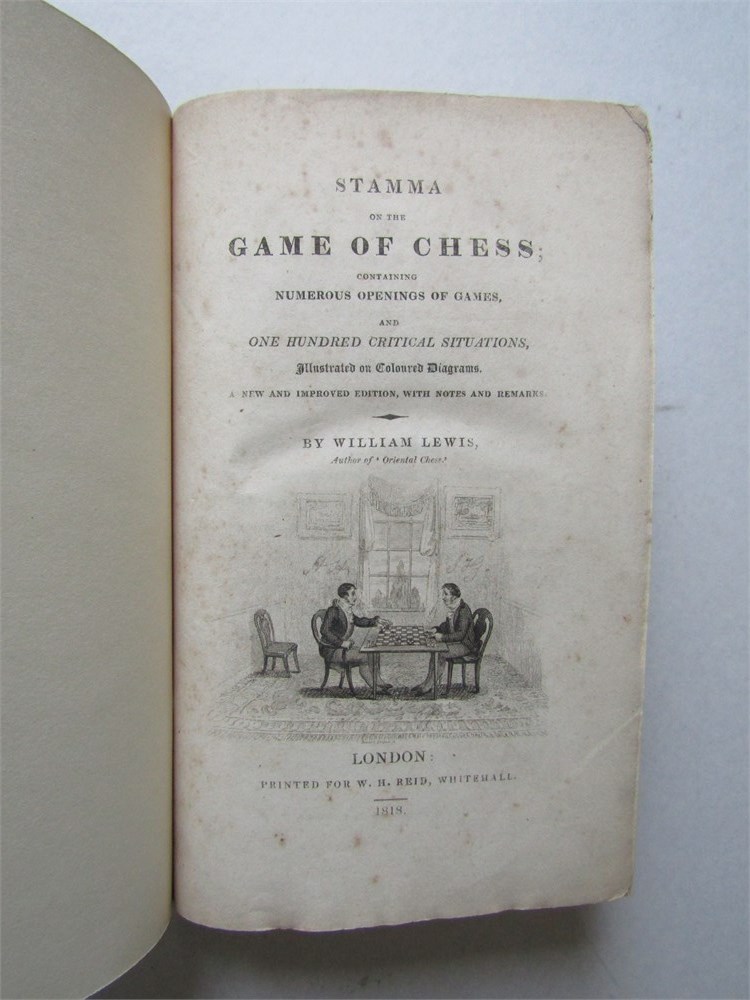 STAMMA
ON THE
GAME OF CHESS;
CONTAINING
NUMEROUS OPENINGS OF GAMES,
AND
ONE HUNDRED CRITICAL SITUATIONS,
Illustrated on Coloured Diagrams.
A NEW AND IMPROVED EDITION, WITH NOTES AND REMARKS.
BY WILLIAM LEWIS,
Author of ‘Oriental Chess.’
LONDON:
PRINTED FOR W. H. REID, WHITEHALL.
1818.